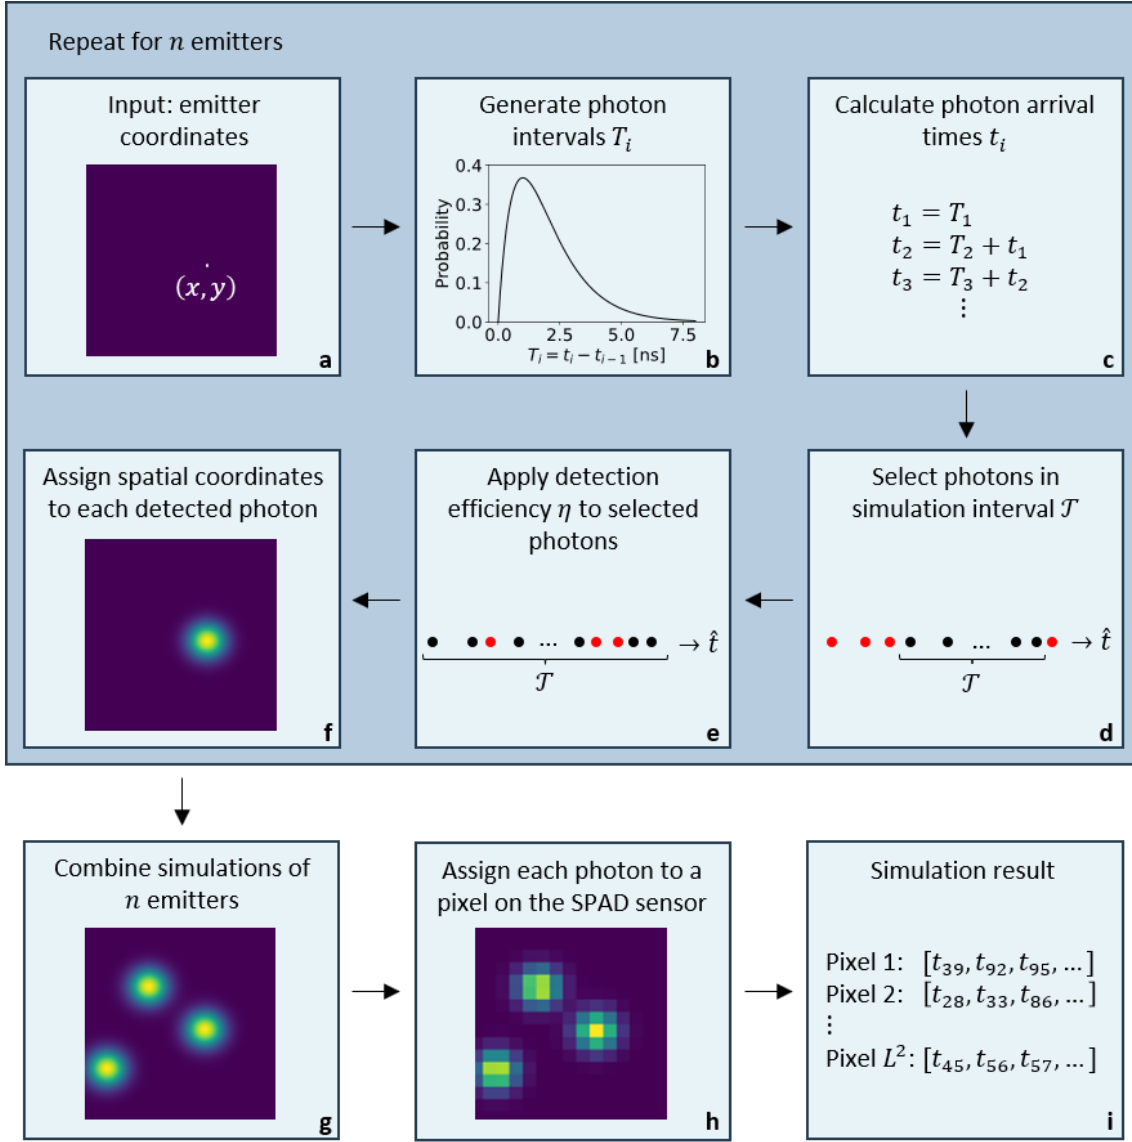 Repeat for n emitters
Input: emitter
coordinates
(x, y)
a
Generate photon
intervals T_i
Probability
0.4
0.3
0.2
0.1
0.0
0.0 2.5 5.0 7.5
T_i = t_i − t_{i−1} [ns]
b
Calculate photon arrival
times t_i
t_1 = T_1
t_2 = T_2 + t_1
t_3 = T_3 + t_2
⋮
c
Assign spatial coordinates
to each detected photon
f
Apply detection
efficiency η to selected
photons
... → t̂
𝒯
e
Select photons in
simulation interval 𝒯
... → t̂
𝒯
d
Combine simulations of
n emitters
g
Assign each photon to a
pixel on the SPAD sensor
h
Simulation result
Pixel 1: [t_39, t_92, t_95, ...]
Pixel 2: [t_28, t_33, t_86, ...]
⋮
Pixel L²: [t_45, t_56, t_57, ...]
i